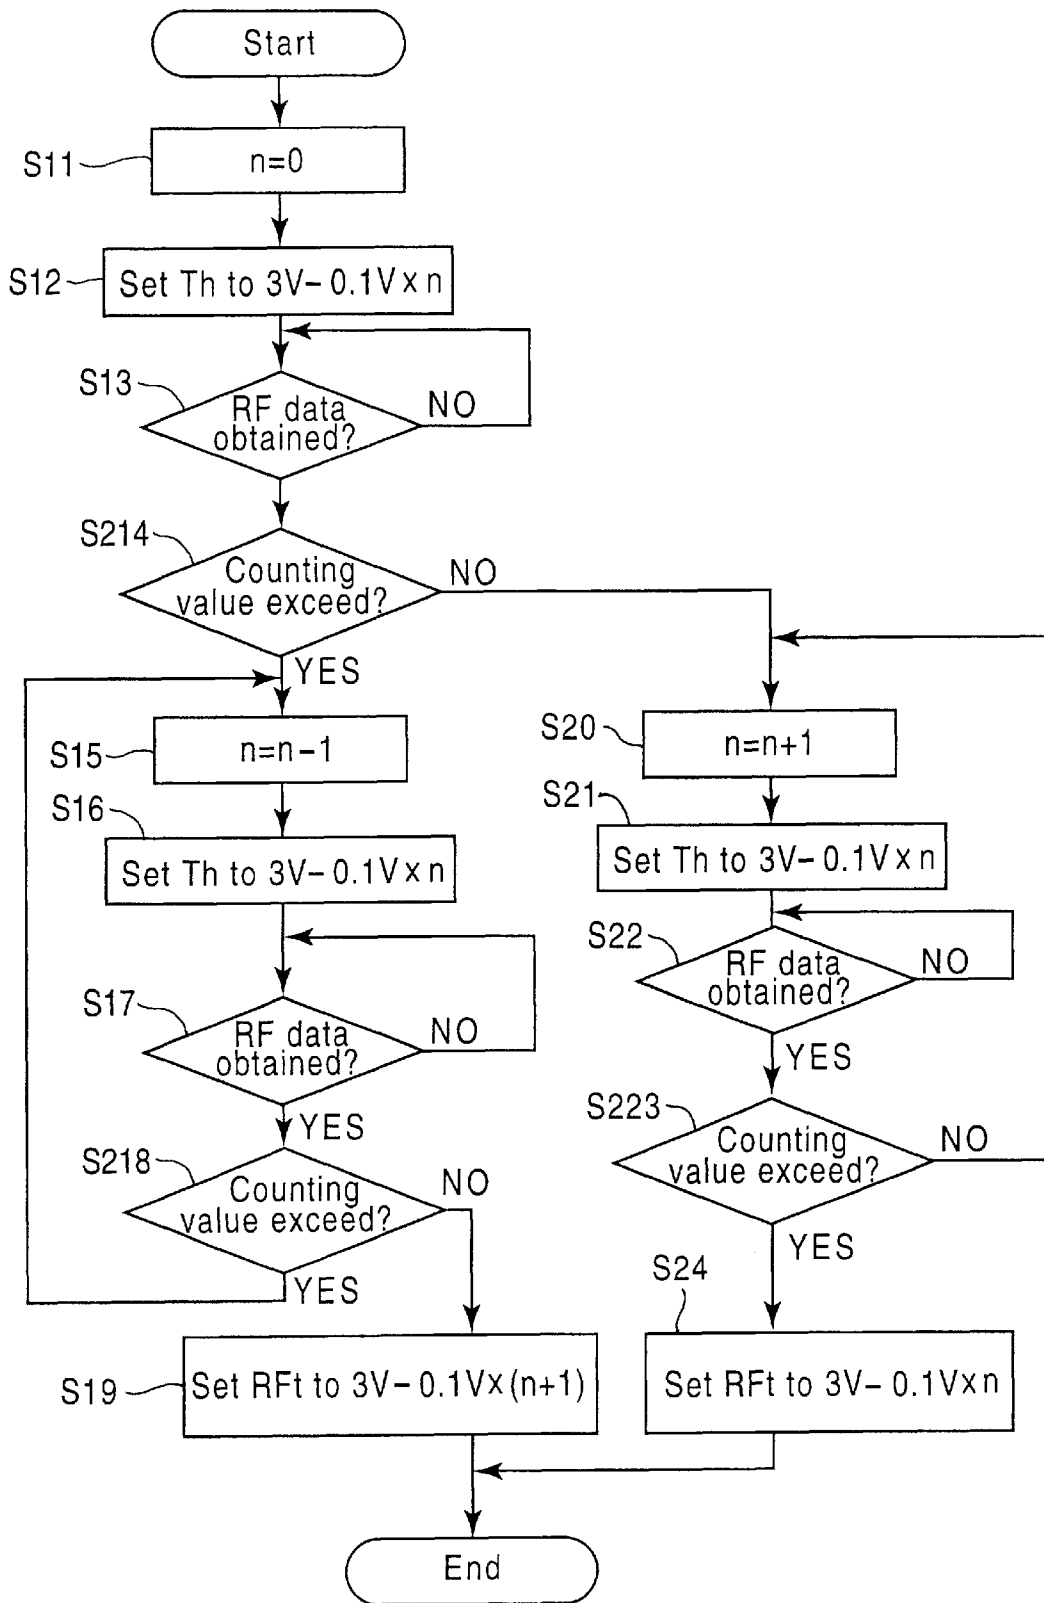 Start
S11
n=0
S12
Set Th to 3V-0.1V×n
S13
RF data
obtained?
NO
S214
Counting
value exceed?
NO
YES
S15
n=n-1
S20
n=n+1
S16
Set Th to 3V-0.1V×n
S21
Set Th to 3V-0.1V×n
S22
RF data
obtained?
NO
YES
S17
RF data
obtained?
NO
YES
S223
Counting
value exceed?
NO
YES
S218
Counting
value exceed?
NO
YES
S24
S19
Set RFt to 3V-0.1V×(n+1)
Set RFt to 3V-0.1V×n
End